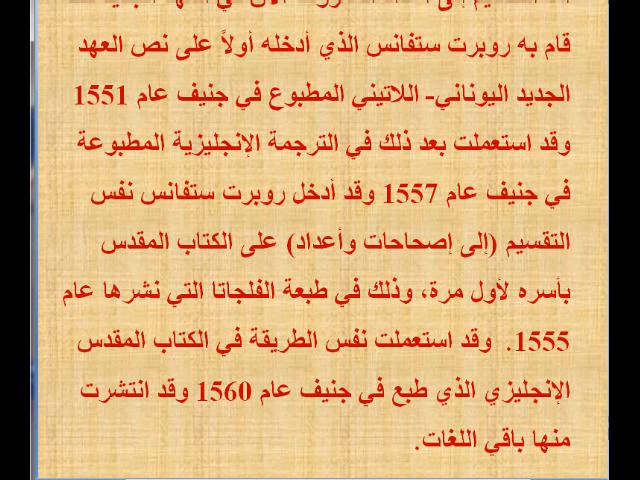 قام به روبرت ستفانس الذي أدخله أولاً على نص العهد
الجديد اليوناني- اللاتيني المطبوع في جنيف عام 1551
وقد استعملت بعد ذلك في الترجمة الإنجليزية المطبوعة
في جنيف عام 1557 وقد أدخل روبرت ستفانس نفس
التقسيم (إلى إصحاحات وأعداد) على الكتاب المقدس
بأسره لأول مرة، وذلك في طبعة الفلجاتا التي نشرها عام
1555. وقد استعملت نفس الطريقة في الكتاب المقدس
الإنجليزي الذي طبع في جنيف عام 1560 وقد انتشرت
منها باقي اللغات.